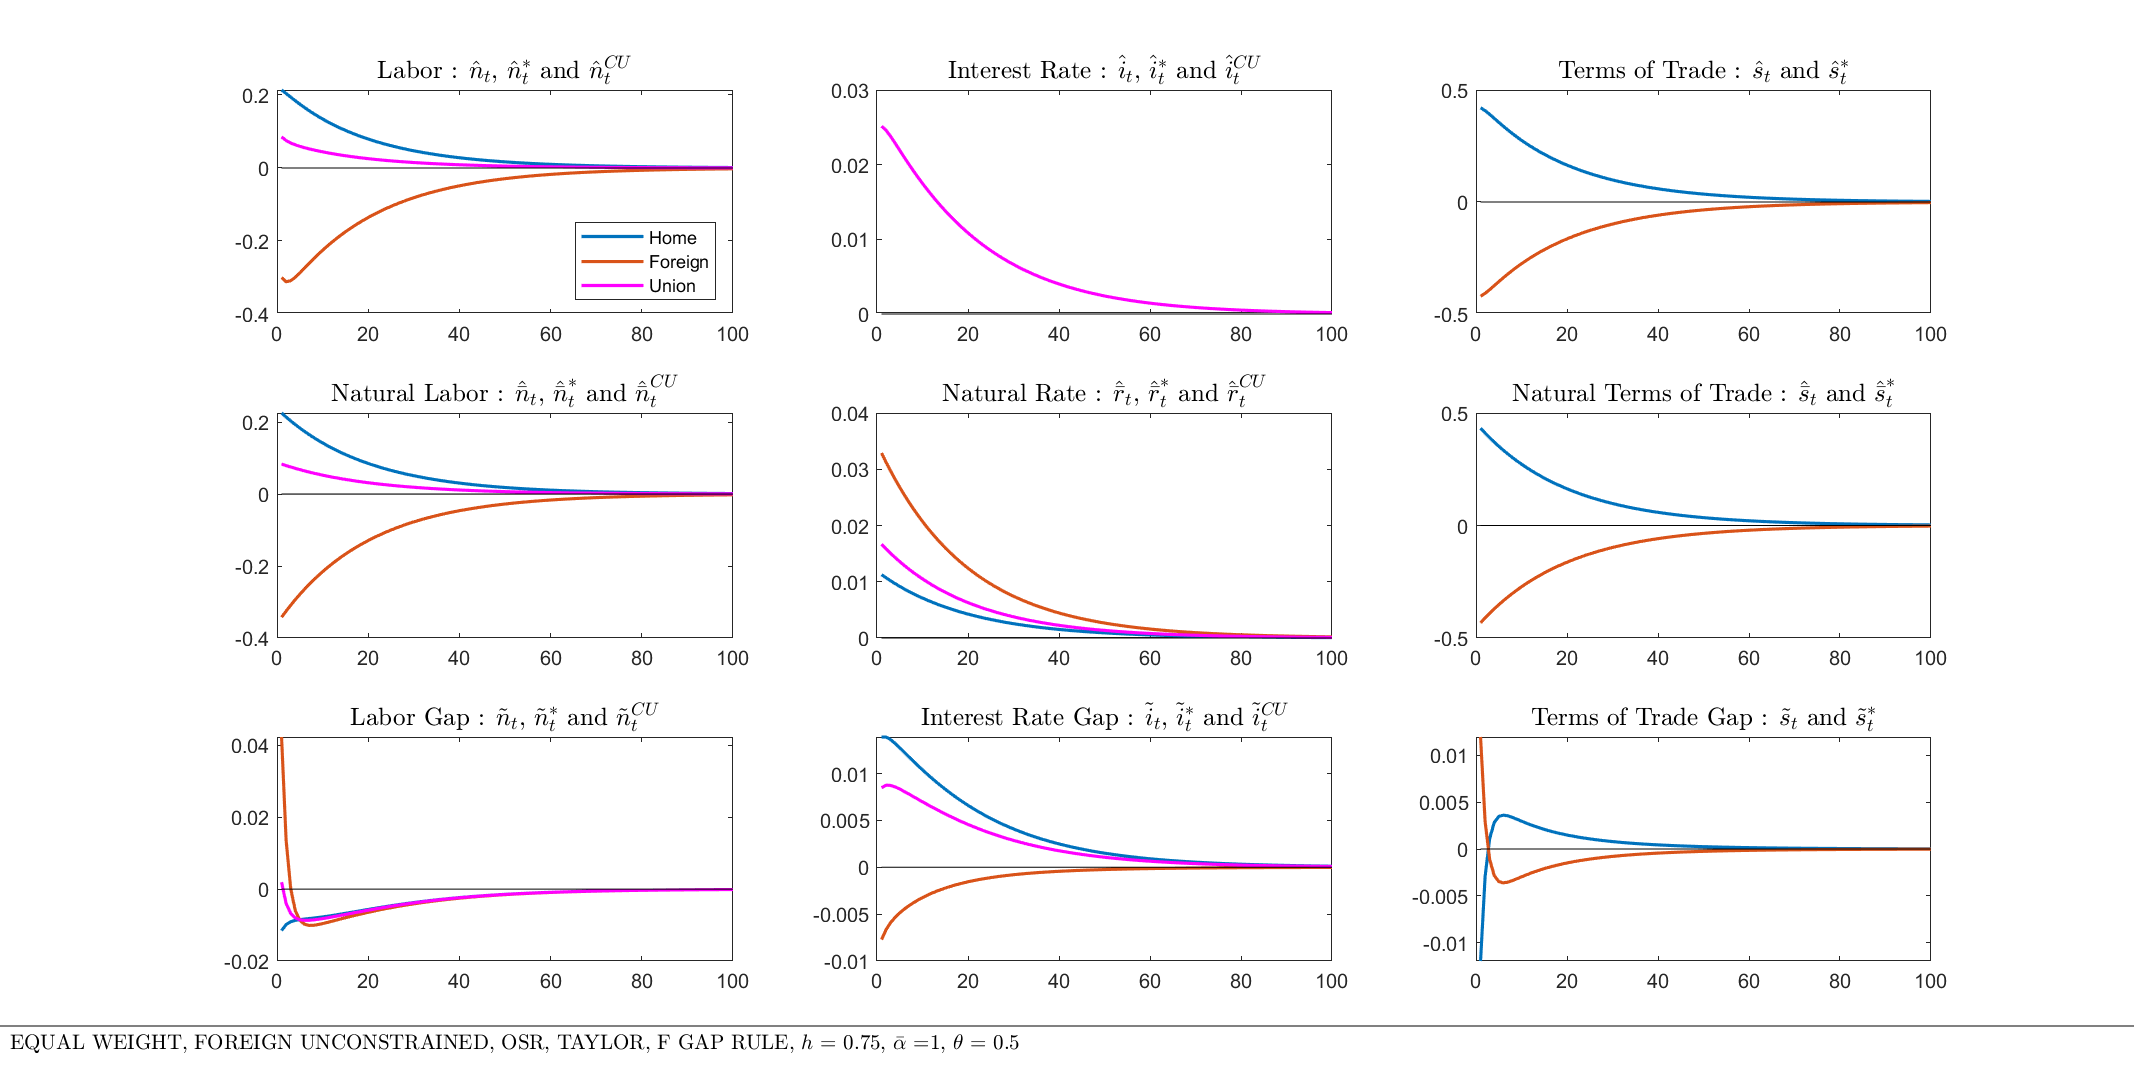 Labor : n̂ₜ, n̂ₜ* and n̂ₜᶜᵁ
0.2
0
-0.2
-0.4
0 20 40 60 80 100
Home
Foreign
Union
Interest Rate : îₜ, îₜ* and îₜᶜᵁ
0.03
0.02
0.01
0
0 20 40 60 80 100
Terms of Trade : ŝₜ and ŝₜ*
0.5
0
-0.5
0 20 40 60 80 100
Natural Labor : n̄̂ₜ, n̄̂ₜ* and n̄̂ₜᶜᵁ
0.2
0
-0.2
-0.4
0 20 40 60 80 100
Natural Rate : r̄̂ₜ, r̄̂ₜ* and r̄̂ₜᶜᵁ
0.04
0.03
0.02
0.01
0
0 20 40 60 80 100
Natural Terms of Trade : s̄̂ₜ and s̄̂ₜ*
0.5
0
-0.5
0 20 40 60 80 100
Labor Gap : ñₜ, ñₜ* and ñₜᶜᵁ
0.04
0.02
0
-0.02
0 20 40 60 80 100
Interest Rate Gap : ĩₜ, ĩₜ* and ĩₜᶜᵁ
0.01
0.005
0
-0.005
-0.01
0 20 40 60 80 100
Terms of Trade Gap : s̃ₜ and s̃ₜ*
0.01
0.005
0
-0.005
-0.01
0 20 40 60 80 100
EQUAL WEIGHT, FOREIGN UNCONSTRAINED, OSR, TAYLOR, F GAP RULE, h = 0.75, ᾱ =1, θ = 0.5